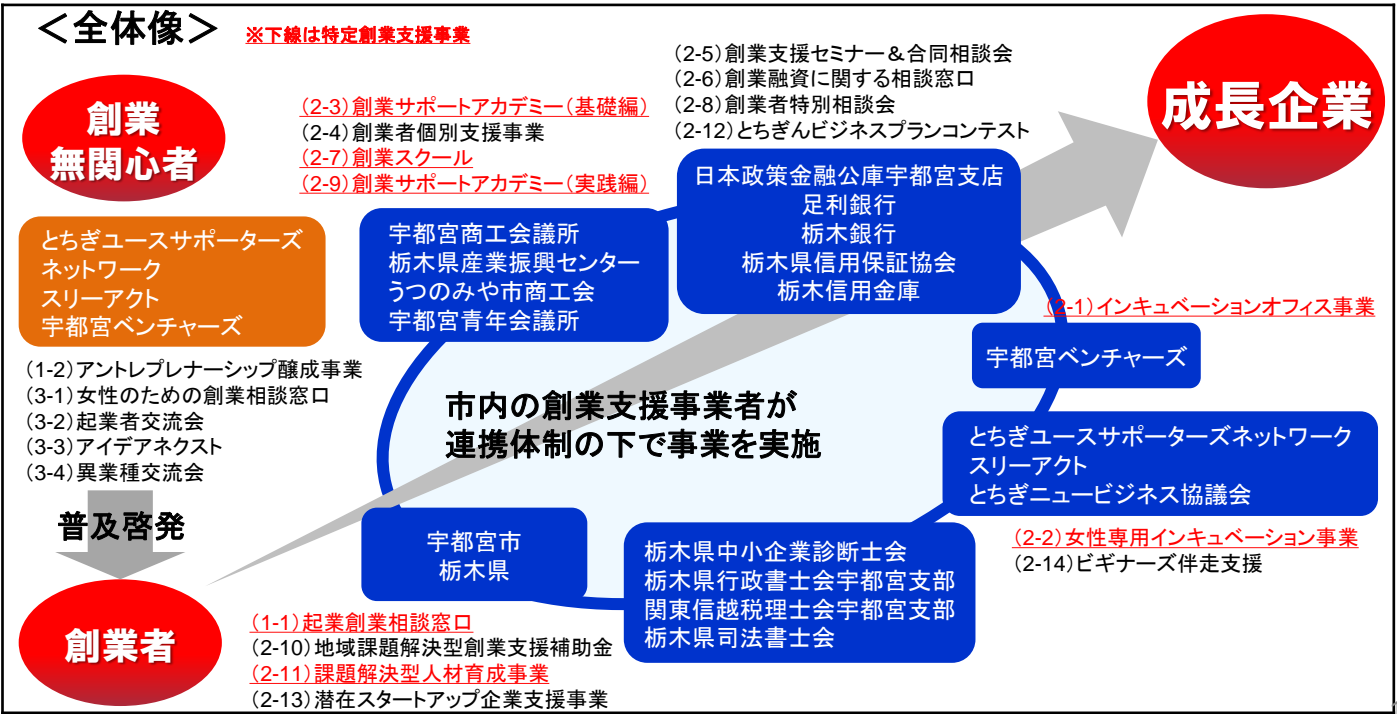 ＜全体像＞
※下線は特定創業支援事業
創業
無関心者
とちぎユースサポーターズ
ネットワーク
スリーアクト
宇都宮ベンチャーズ
(1-2)アントレプレナーシップ醸成事業
(3-1)女性のための創業相談窓口
(3-2)起業者交流会
(3-3)アイデアネクスト
(3-4)異業種交流会
普及啓発
創業者
(2-3)創業サポートアカデミー(基礎編)
(2-4)創業者個別支援事業
(2-7)創業スクール
(2-9)創業サポートアカデミー(実践編)
宇都宮商工会議所
栃木県産業振興センター
うつのみや市商工会
宇都宮青年会議所
(2-5)創業支援セミナー＆合同相談会
(2-6)創業融資に関する相談窓口
(2-8)創業者特別相談会
(2-12)とちぎんビジネスプランコンテスト
日本政策金融公庫宇都宮支店
足利銀行
栃木銀行
栃木県信用保証協会
栃木信用金庫
成長企業
(2-1)インキュベーションオフィス事業
宇都宮ベンチャーズ
市内の創業支援事業者が
連携体制の下で事業を実施
とちぎユースサポーターズネットワーク
スリーアクト
とちぎニュービジネス協議会
(2-2)女性専用インキュベーション事業
(2-14)ビギナーズ伴走支援
宇都宮市
栃木県
栃木県中小企業診断士会
栃木県行政書士会宇都宮支部
関東信越税理士会宇都宮支部
栃木県司法書士会
(1-1)起業創業相談窓口
(2-10)地域課題解決型創業支援補助金
(2-11)課題解決型人材育成事業
(2-13)潜在スタートアップ企業支援事業